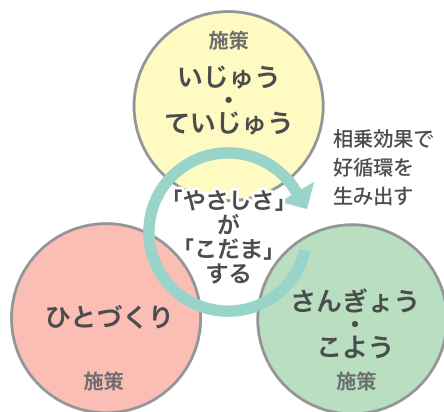 施策
いじゅう
・
ていじゅう
相乗効果で
好循環を
生み出す
「やさしさ」
が
「こだま」
する
ひとづくり
施策
さんぎょう
・
こよう
施策